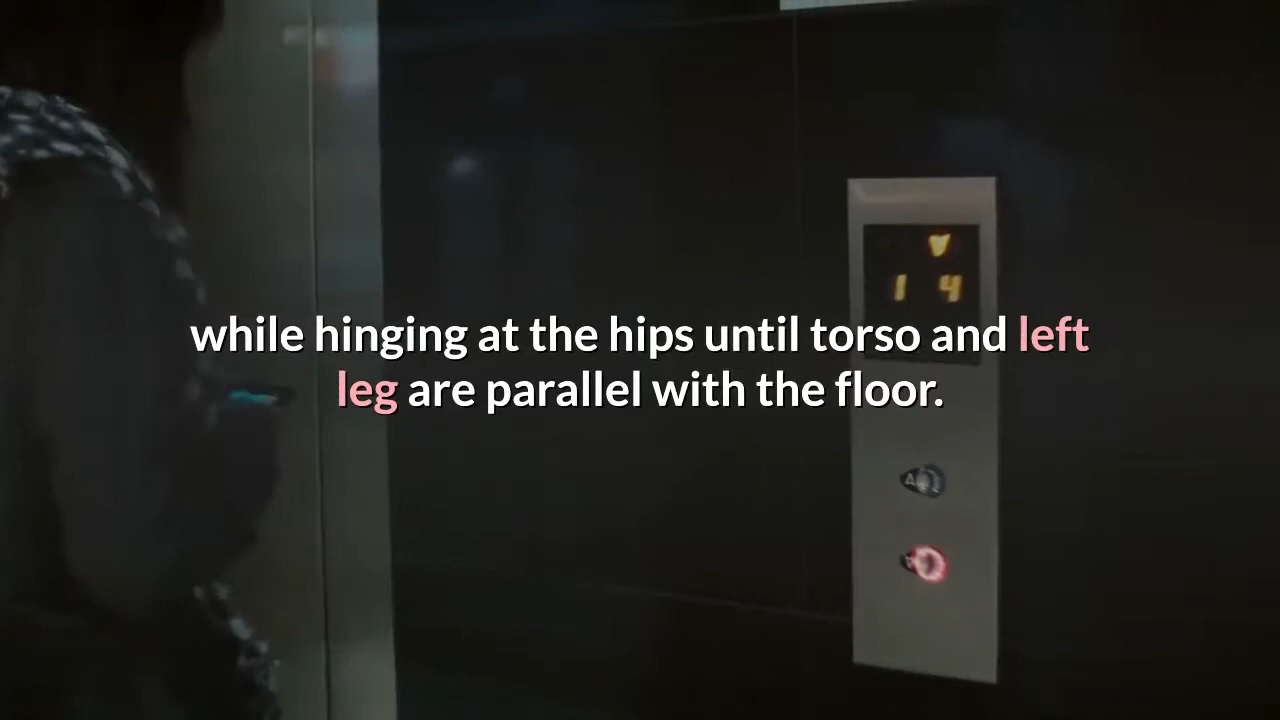 14
while hinging at the hips until torso and left
leg are parallel with the floor.